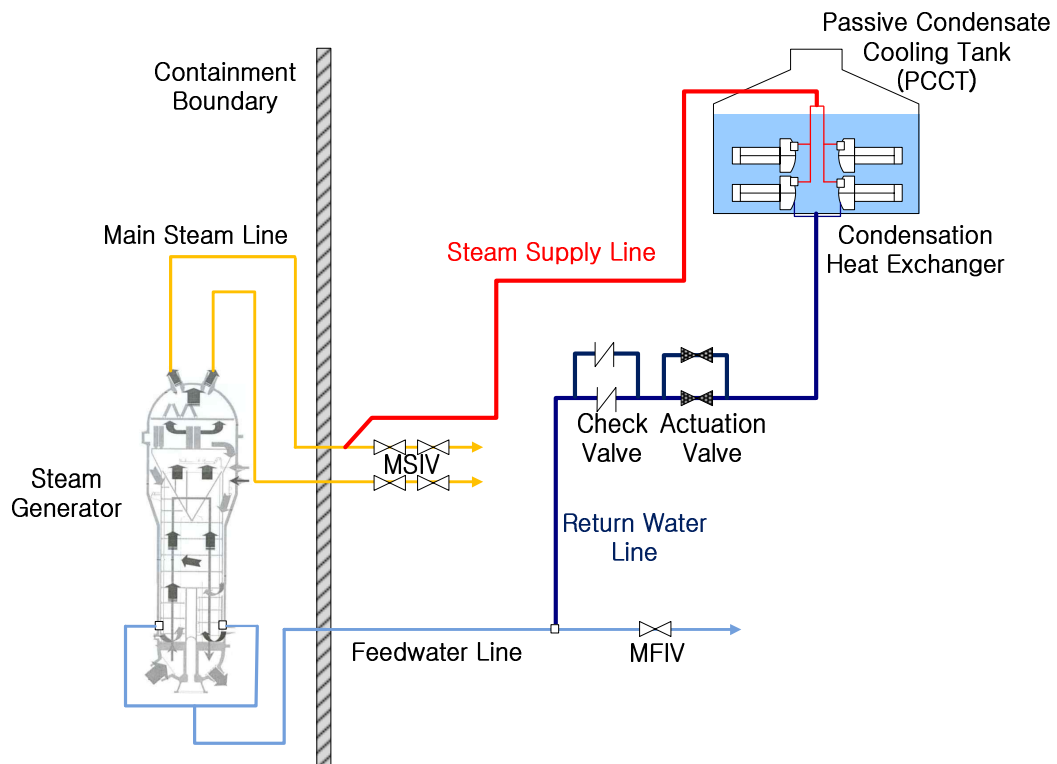 Passive Condensate
Cooling Tank
(PCCT)
Containment
Boundary
Main Steam Line
Steam Supply Line
Condensation
Heat Exchanger
Check
Valve
Actuation
Valve
MSIV
Steam
Generator
Return Water
Line
Feedwater Line
MFIV